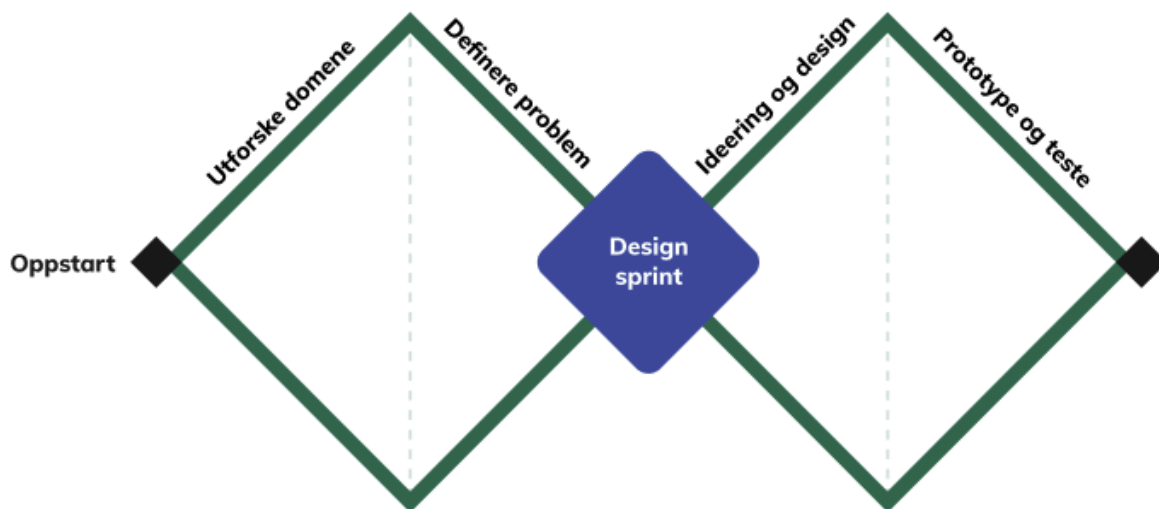 Utforske domene
Definere problem
Ideering og design
Prototype og teste
Oppstart
Design
sprint